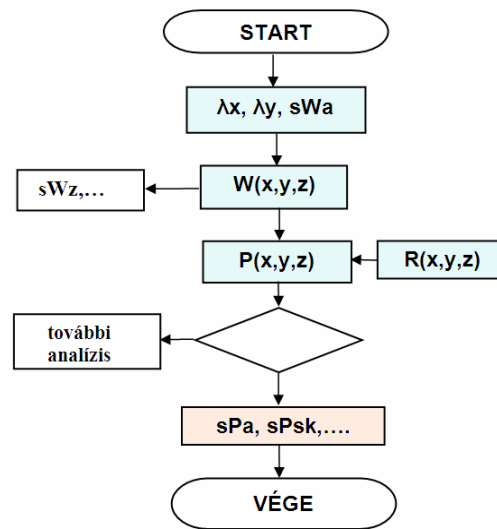 START
λx, λy, sWa
sWz,...
W(x,y,z)
P(x,y,z)
R(x,y,z)
további
analízis
sPa, sPsk,....
VÉGE